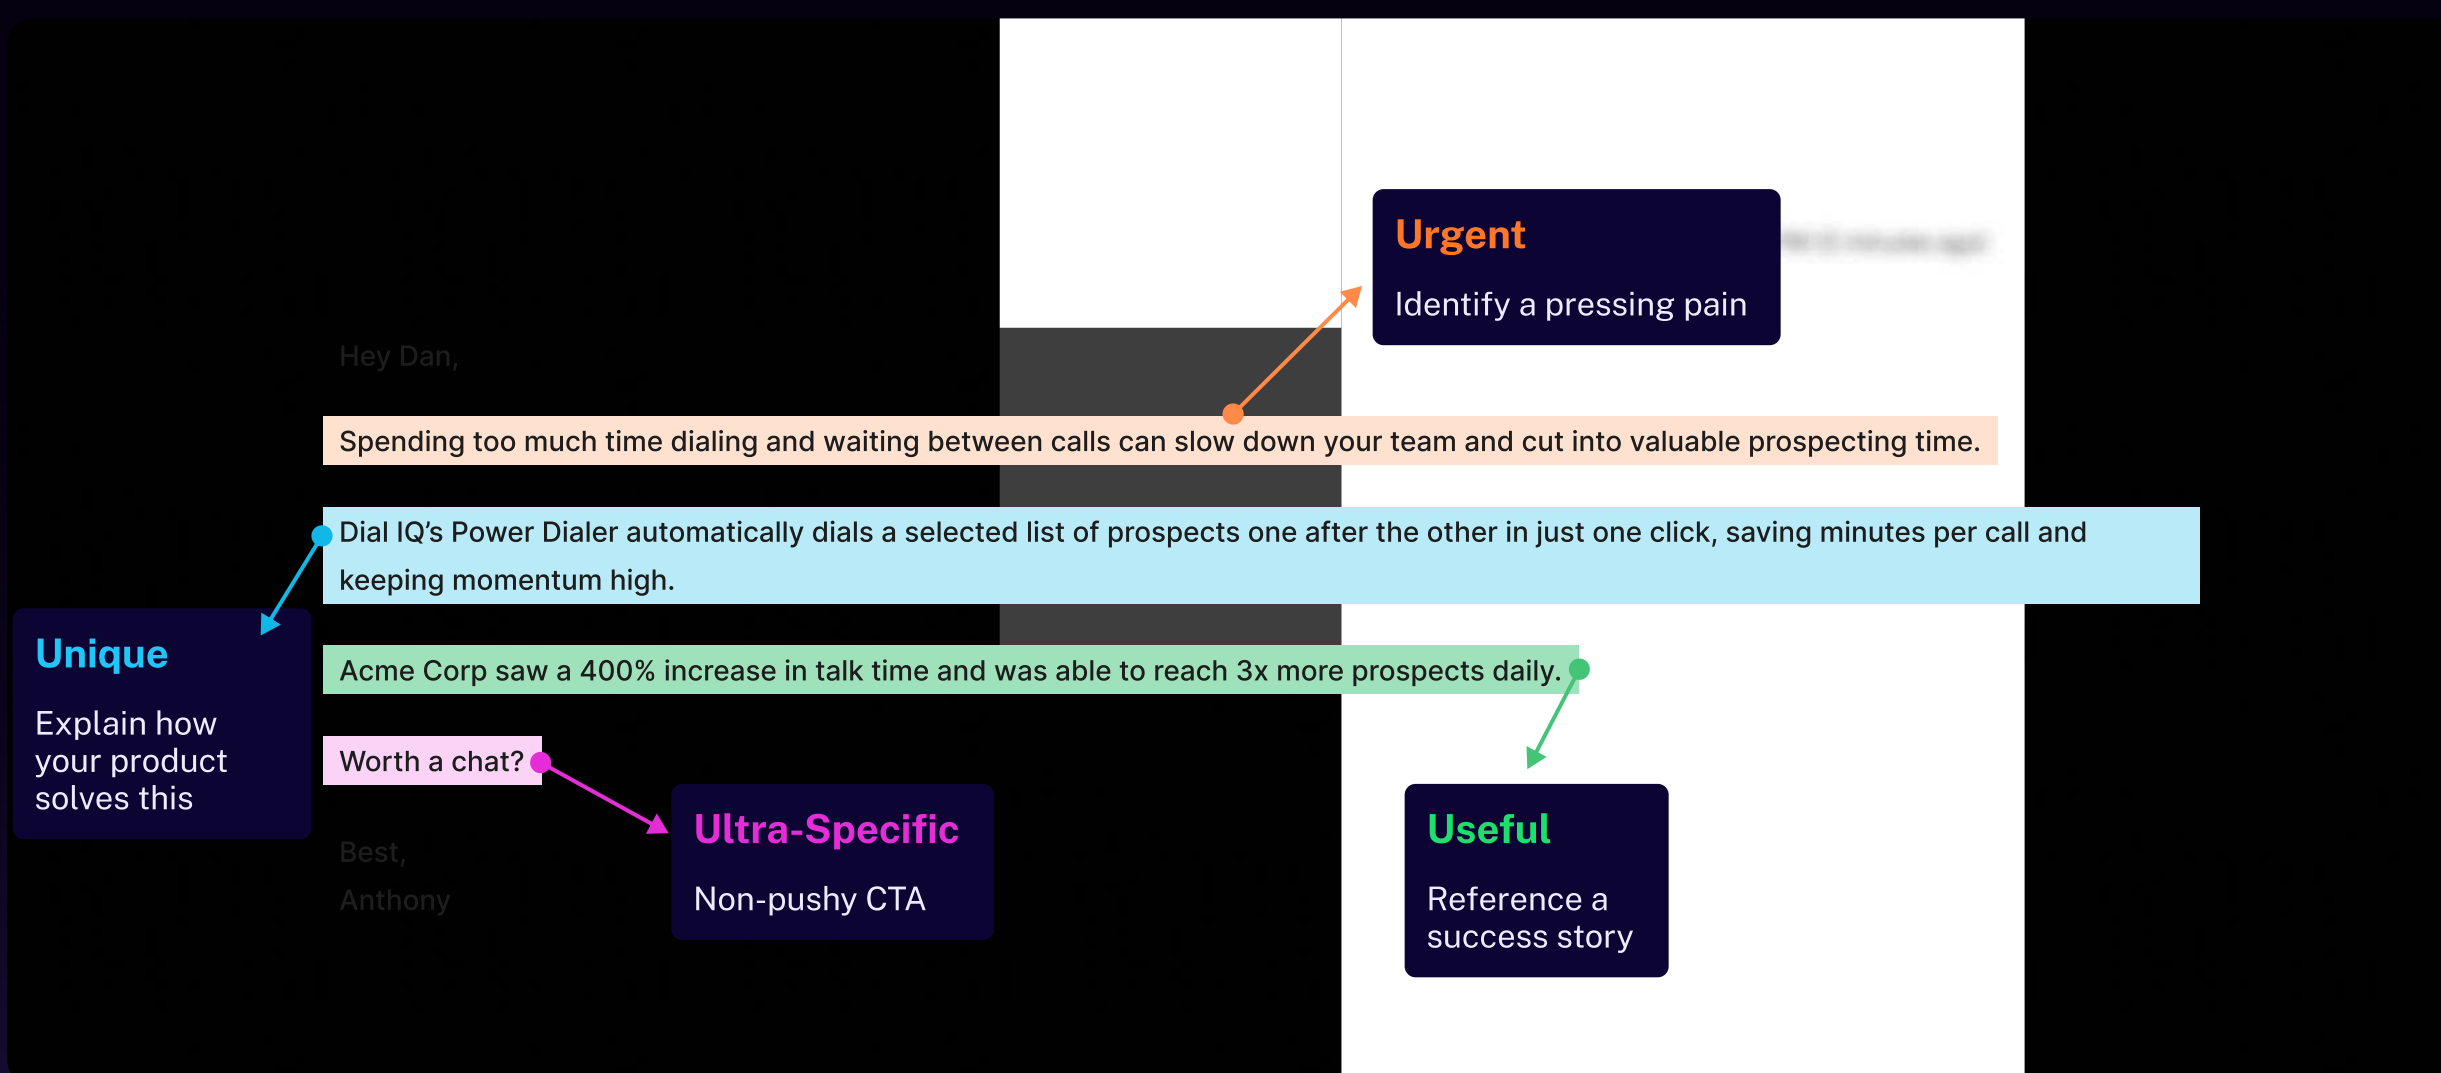 Urgent
Identify a pressing pain
Hey Dan,
Spending too much time dialing and waiting between calls can slow down your team and cut into valuable prospecting time.
Dial IQ’s Power Dialer automatically dials a selected list of prospects one after the other in just one click, saving minutes per call and
keeping momentum high.
Unique
Explain how
your product
solves this
Acme Corp saw a 400% increase in talk time and was able to reach 3x more prospects daily.
Worth a chat?
Ultra-Specific
Non-pushy CTA
Useful
Reference a
success story
Best,
Anthony